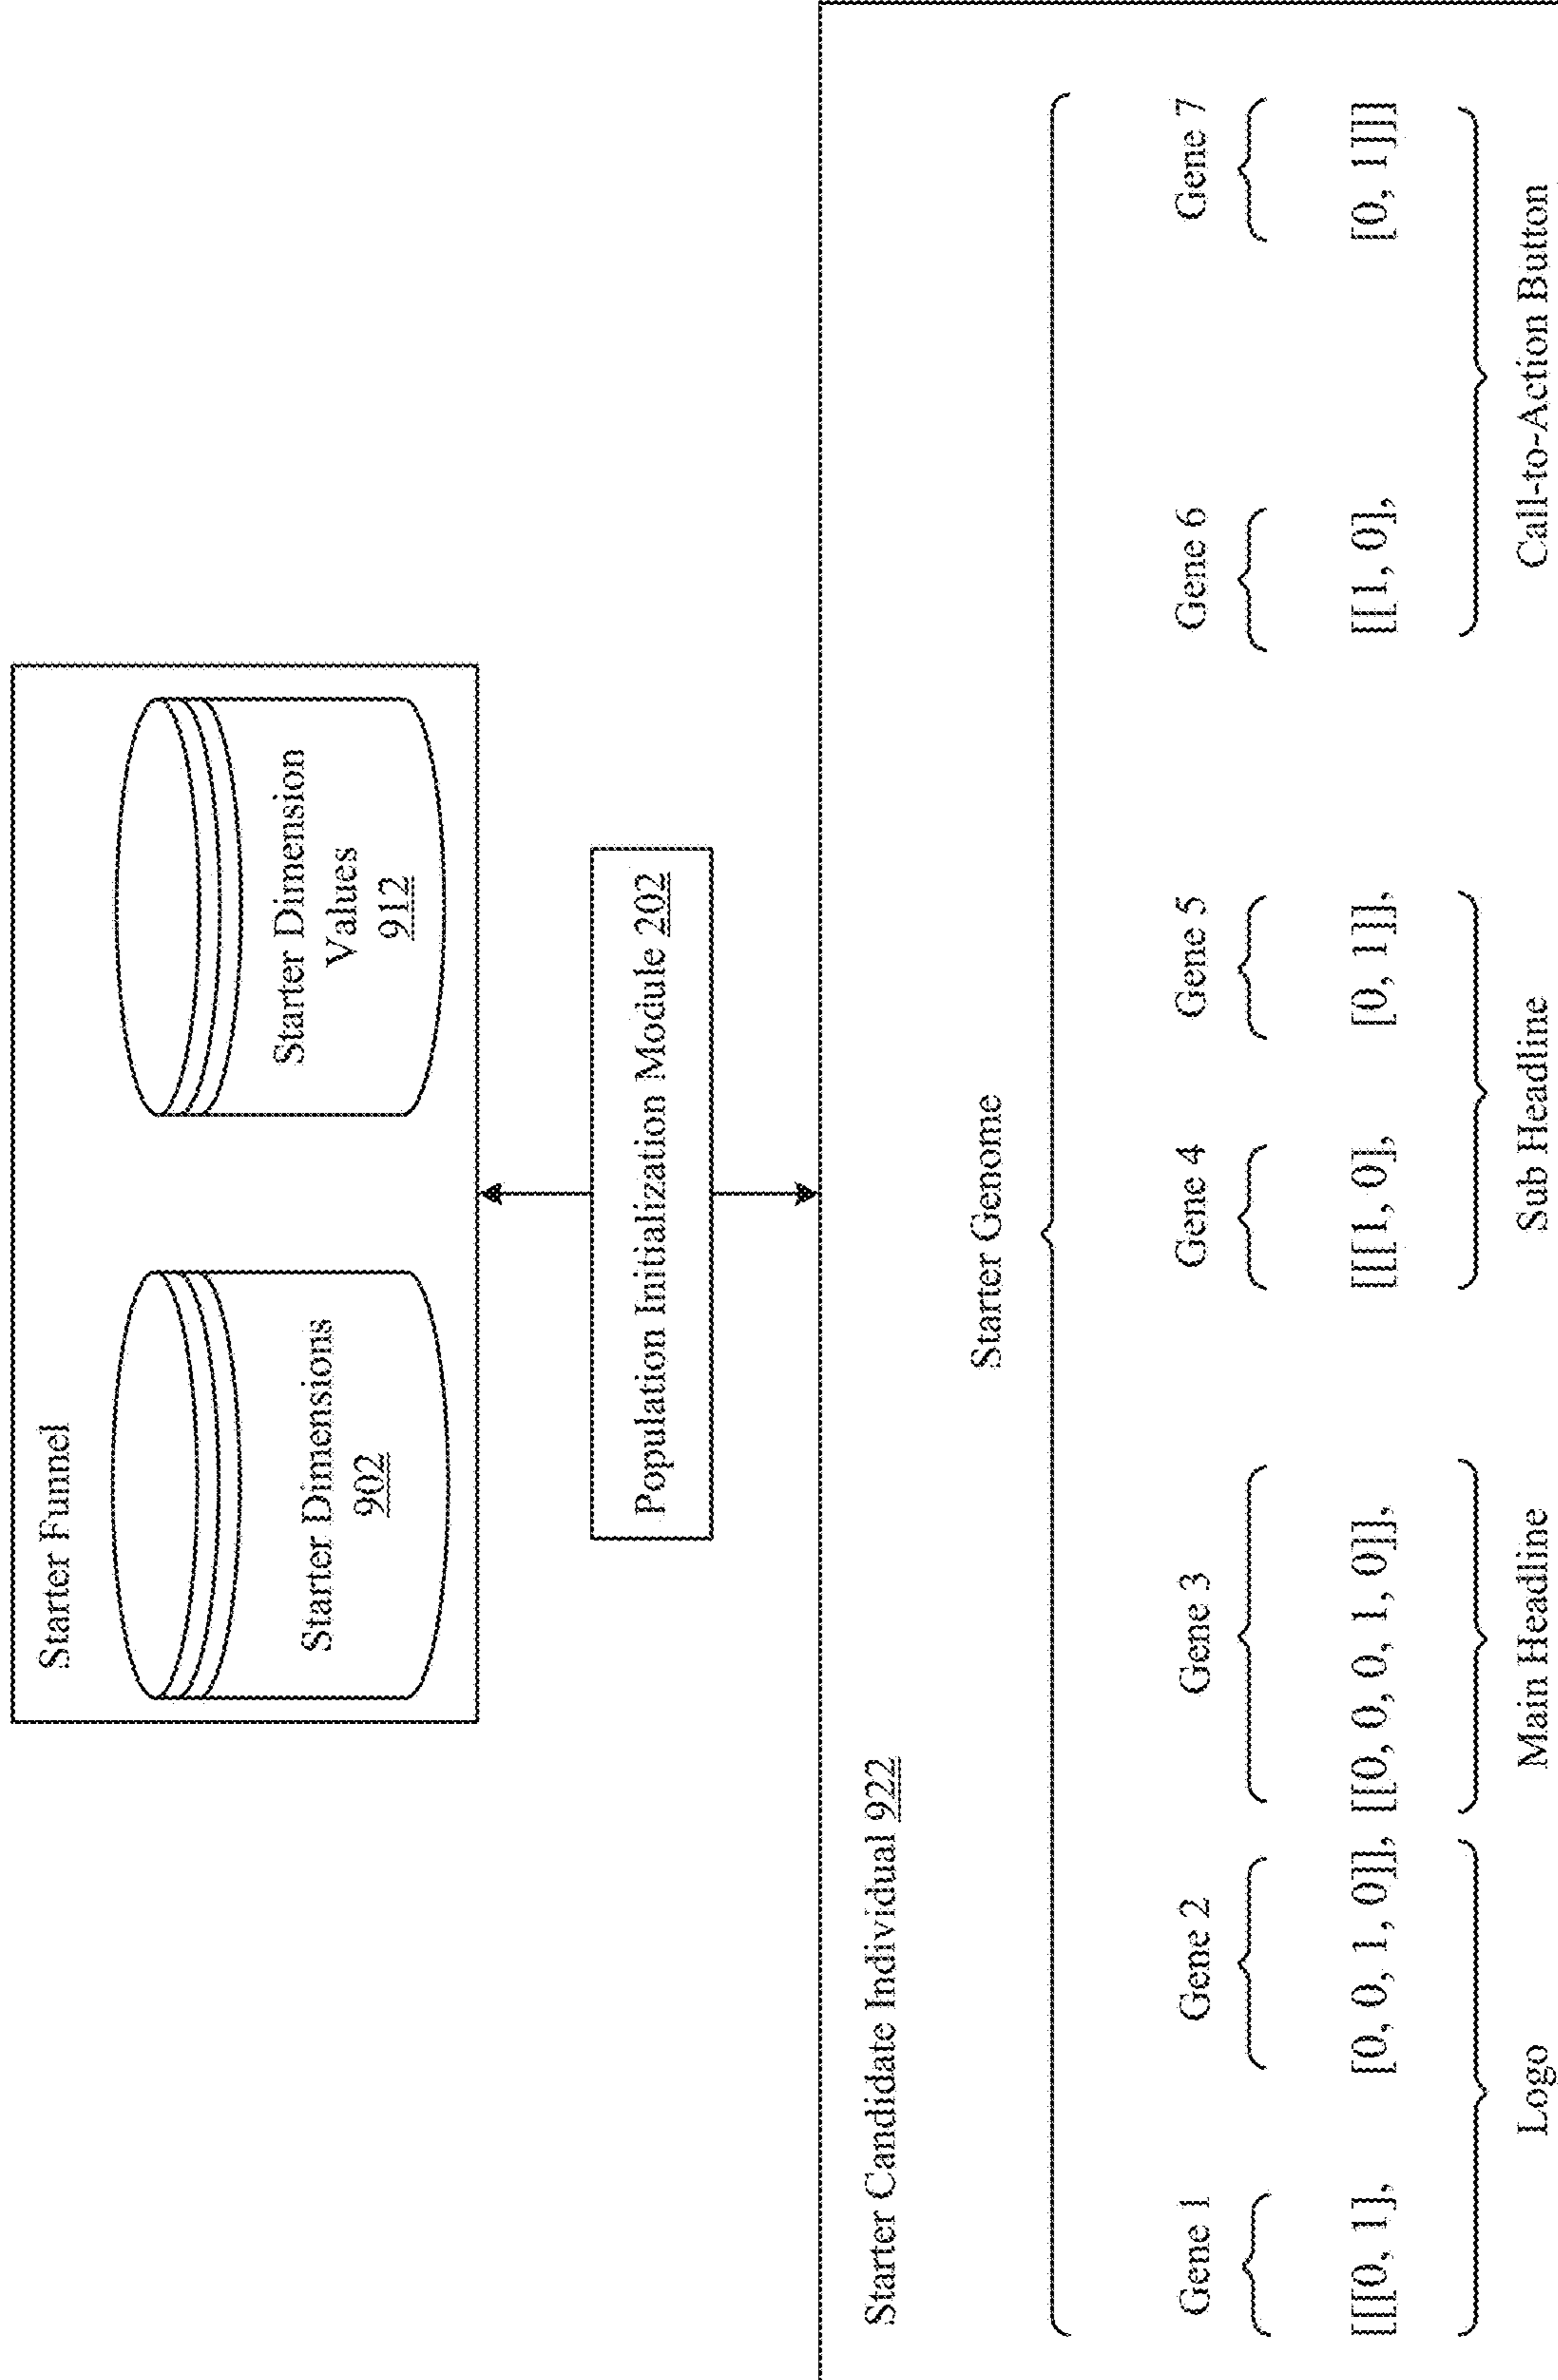 Starter Funnel
Starter Dimensions
902
Starter Dimension
Values
912
Population Initialization Module 202
Starter Candidate Individual 922
Starter Genome
Gene 1 Gene 2 Gene 3 Gene 4 Gene 5 Gene 6 Gene 7
[[[0, 1], [0, 0, 1, 0]], [[0, 0, 0, 1, 0]], [[[1, 0], [0, 1]], [[1, 0], [0, 1]]]
Logo Main Headline Sub Headline Call-to-Action Button